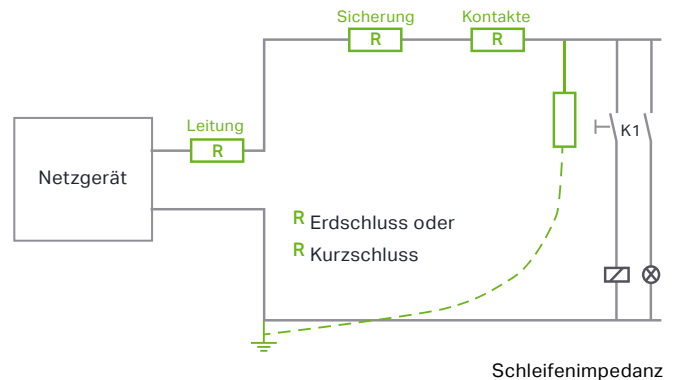 Sicherung
Kontakte
R
R
Leitung
R
K1
Netzgerät
R Erdschluss oder
R Kurzschluss
Schleifenimpedanz